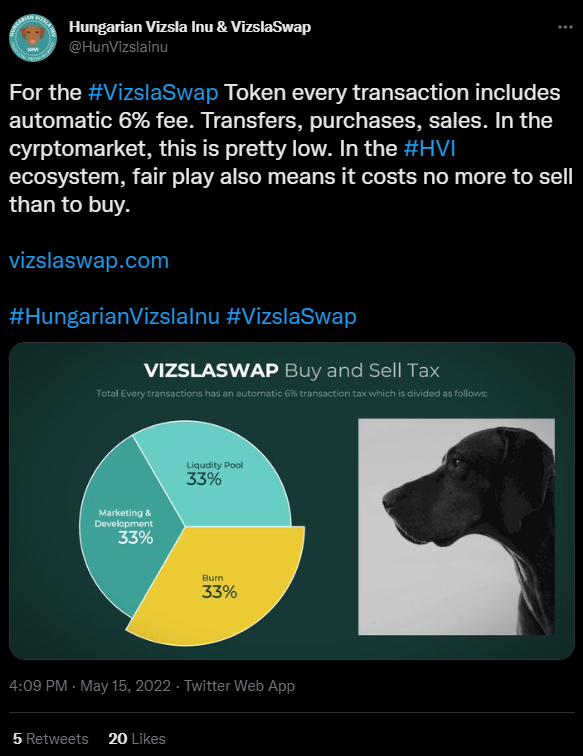 Hungarian Vizsla Inu & VizslaSwap
@HunVizslainu
For the #VizslaSwap Token every transaction includes
automatic 6% fee. Transfers, purchases, sales. In the
cyrptomarket, this is pretty low. In the #HVI
ecosystem, fair play also means it costs no more to sell
than to buy.
vizslaswap.com
#HungarianVizslaInu #VizslaSwap
VIZSLASWAP Buy and Sell Tax
Total Every transactions has an automatic 6% transaction tax which is divided as follows:
Liqudity Pool
33%
Marketing &
Development
33%
Burn
33%
4:09 PM · May 15, 2022 · Twitter Web App
5 Retweets 20 Likes